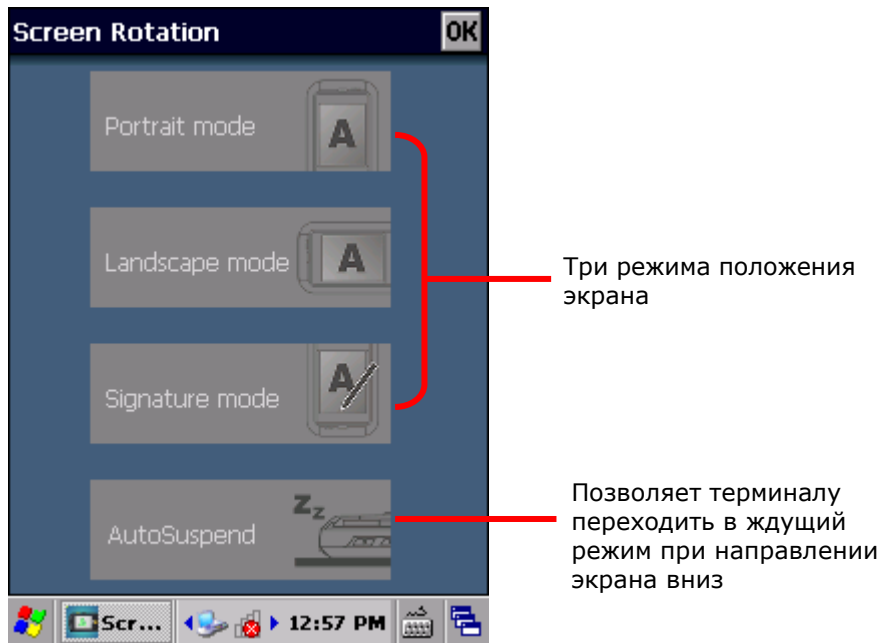 Screen Rotation OK
Portrait mode A
Landscape mode A
Signature mode A
AutoSuspend Zz
Scr... 12:57 PM
Три режима положения
экрана
Позволяет терминалу
переходить в ждущий
режим при направлении
экрана вниз